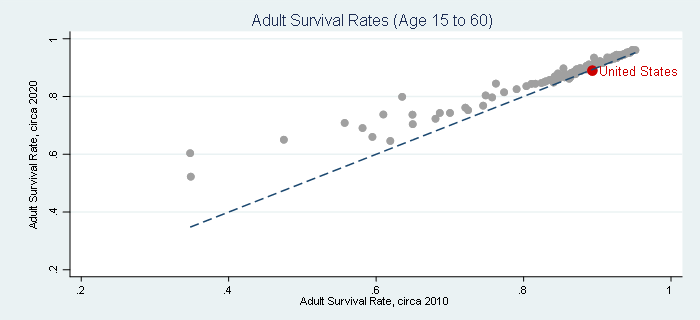 Adult Survival Rates (Age 15 to 60)
Adult Survival Rate, circa 2020
1
.8
.6
.4
.2
United States
.2
.4
.6
.8
1
Adult Survival Rate, circa 2010